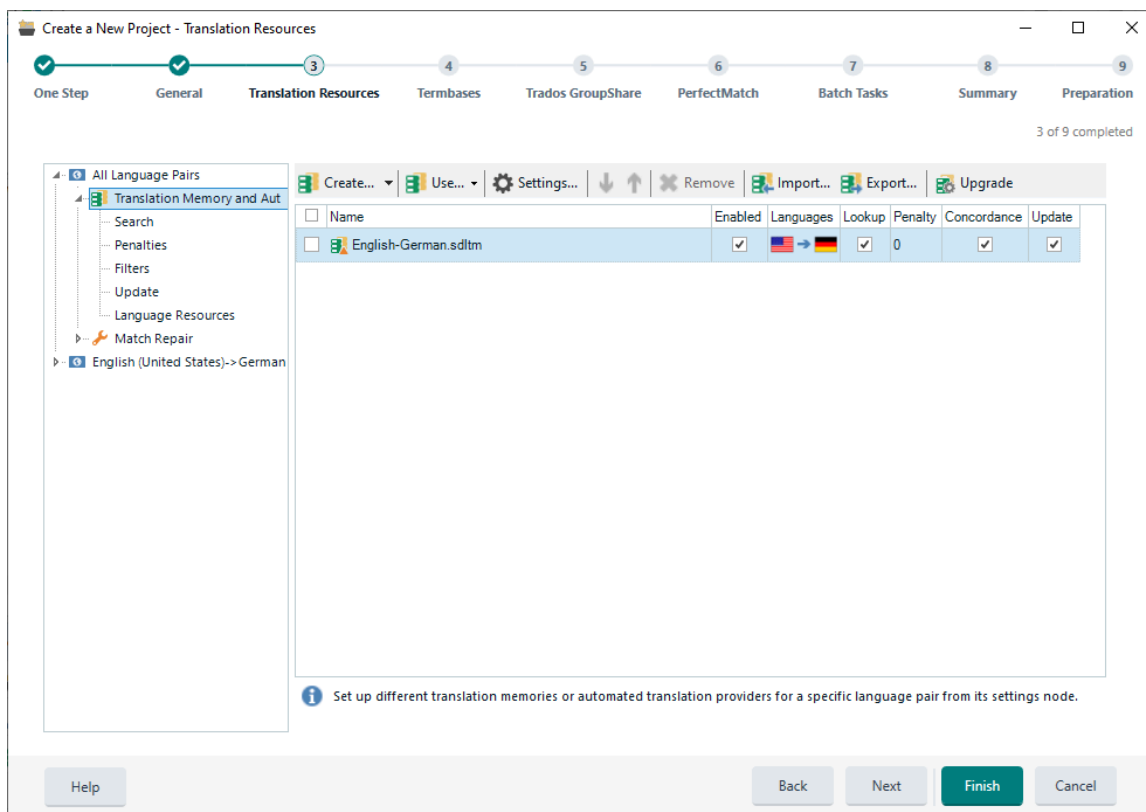 Create a New Project - Translation Resources
3 4 5 6 7 8 9
One Step General Translation Resources Termbases Trados GroupShare PerfectMatch Batch Tasks Summary Preparation
3 of 9 completed
All Language Pairs
Translation Memory and Aut
Search
Penalties
Filters
Update
Language Resources
Match Repair
English (United States)->German
Create... Use... Settings... Remove Import... Export... Upgrade
Name Enabled Languages Lookup Penalty Concordance Update
English-German.sdltm 0
Set up different translation memories or automated translation providers for a specific language pair from its settings node.
Help Back Next Finish Cancel